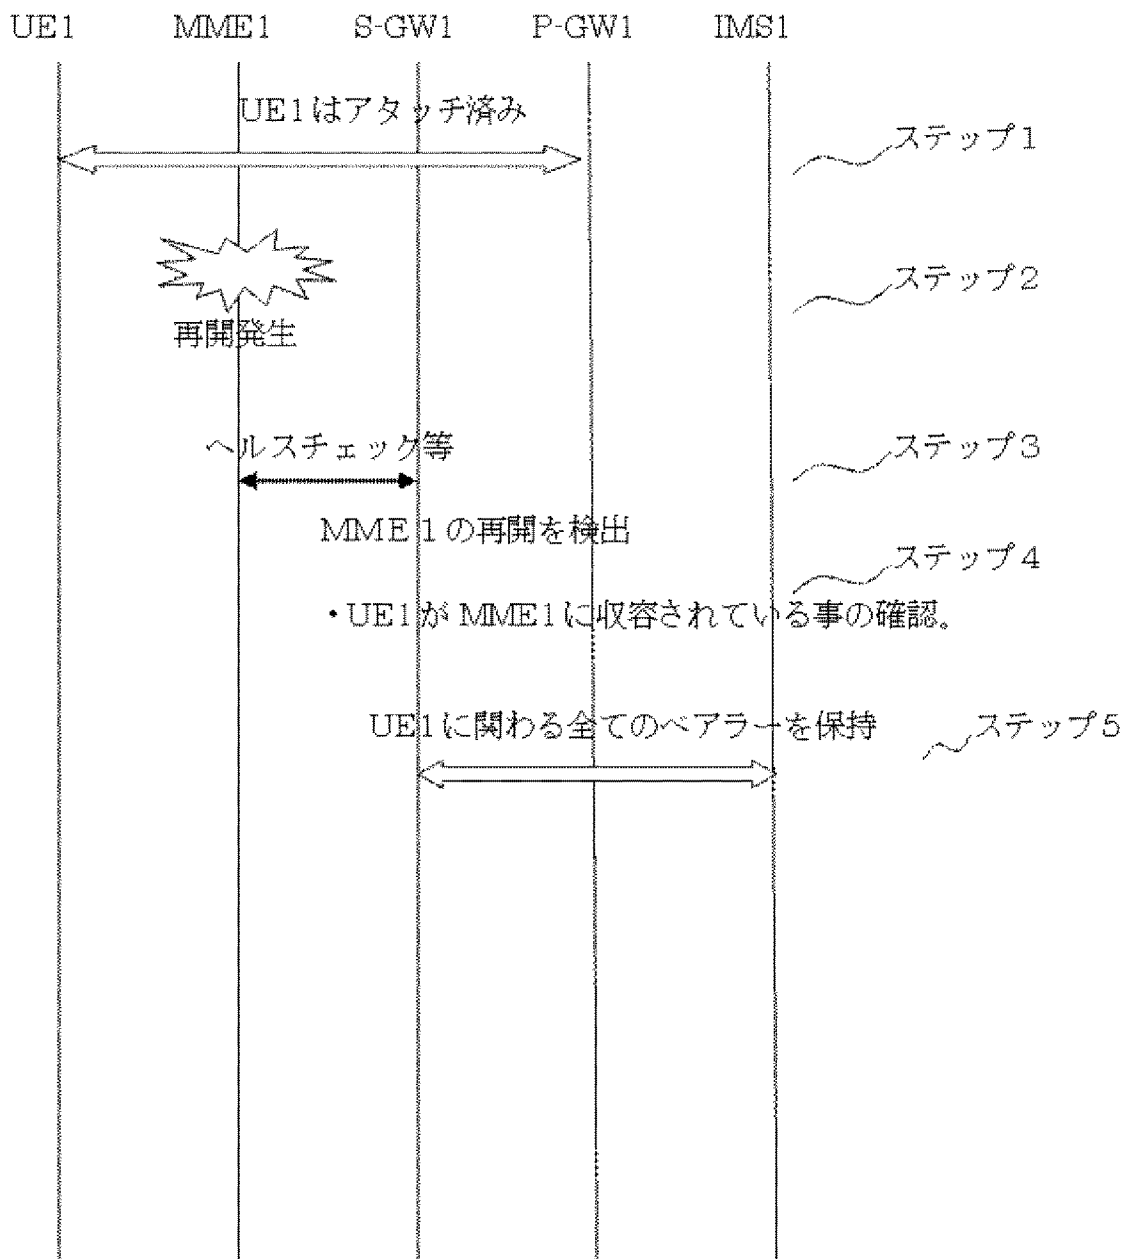 UE1 MME1 S-GW1 P-GW1 IMS1
UE1はアタッチ済み
ステップ1
ステップ2
再開発生
ヘルスチェック等
ステップ3
MME1の再開を検出
ステップ4
・UE1がMME1に収容されている事の確認。
UE1に関わる全てのベアラーを保持
ステップ5